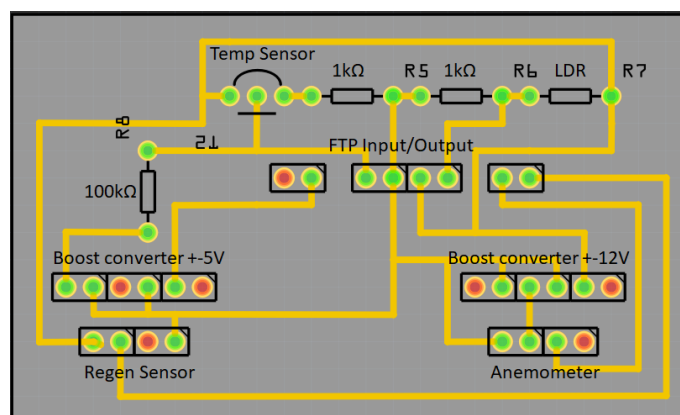 Temp Sensor
1kΩ
R5
1kΩ
R6
LDR
R7
R8
T2
FTP Input/Output
100kΩ
Boost converter +-5V
Boost converter +-12V
Regen Sensor
Anemometer